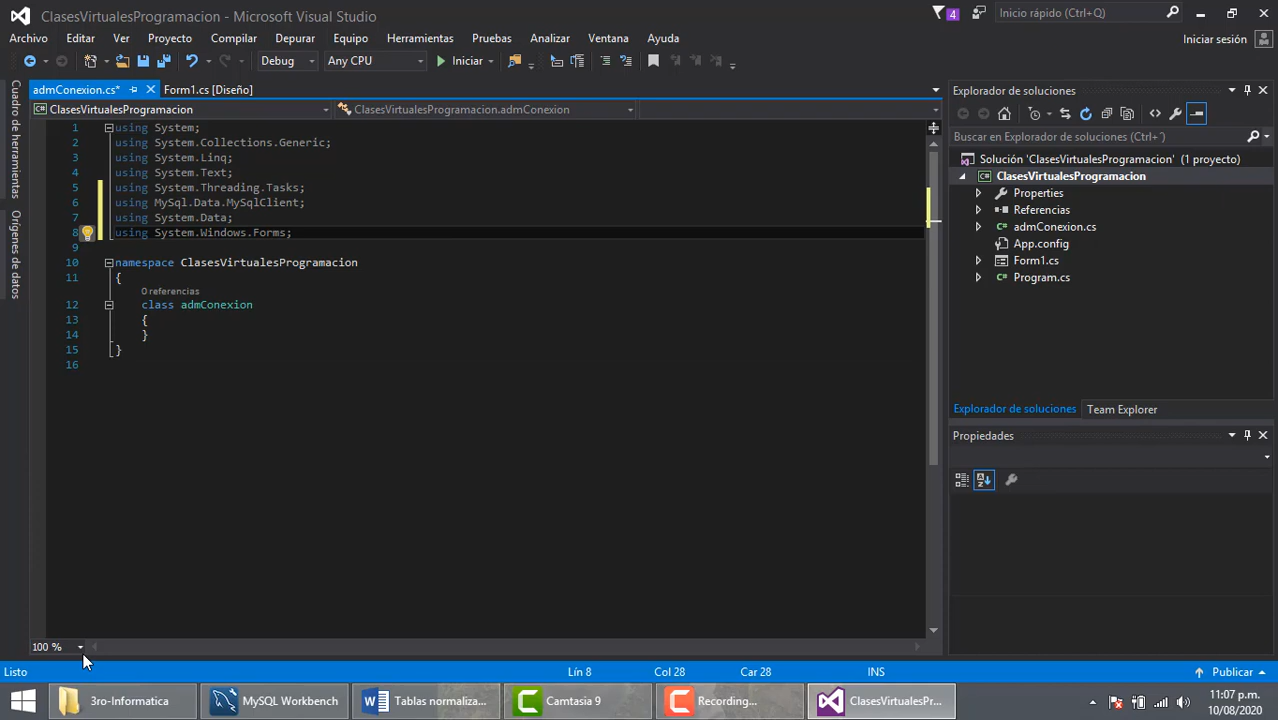 ClasesVirtualesProgramacion - Microsoft Visual Studio
4
Inicio rápido (Ctrl+Q)
Archivo Editar Ver Proyecto Compilar Depurar Equipo Herramientas Pruebas Analizar Ventana Ayuda
Iniciar sesión
Debug Any CPU Iniciar
admConexion.cs* Form1.cs [Diseño]
ClasesVirtualesProgramacion ClasesVirtualesProgramacion.admConexion
Cuadro de herramientas
Orígenes de datos
1 using System;
2 using System.Collections.Generic;
3 using System.Linq;
4 using System.Text;
5 using System.Threading.Tasks;
6 using MySql.Data.MySqlClient;
7 using System.Data;
8 using System.Windows.Forms;
9
10 namespace ClasesVirtualesProgramacion
11 {
0 referencias
12 class admConexion
13 {
14 }
15 }
16
100 %
Explorador de soluciones
Buscar en Explorador de soluciones (Ctrl+´)
Solución 'ClasesVirtualesProgramacion' (1 proyecto)
ClasesVirtualesProgramacion
Properties
Referencias
admConexion.cs
App.config
Form1.cs
Program.cs
Explorador de soluciones Team Explorer
Propiedades
Listo Lín 8 Col 28 Car 28 INS Publicar
3ro-Informatica MySQL Workbench Tablas normaliza... Camtasia 9 Recording... ClasesVirtualesPr...
11:07 p.m.
10/08/2020